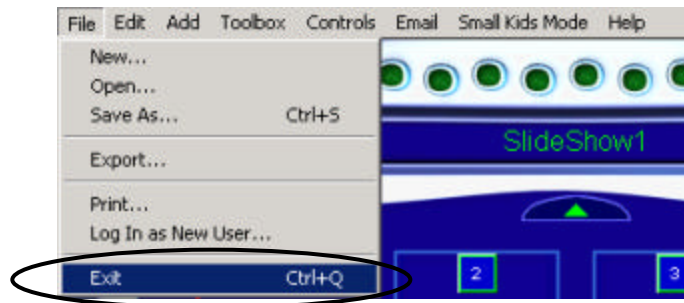 File Edit Add Toolbox Controls Email Small Kids Mode Help
New...
Open...
Save As... Ctrl+S
Export...
Print...
Log In as New User...
Exit Ctrl+Q
SlideShow1
2 3